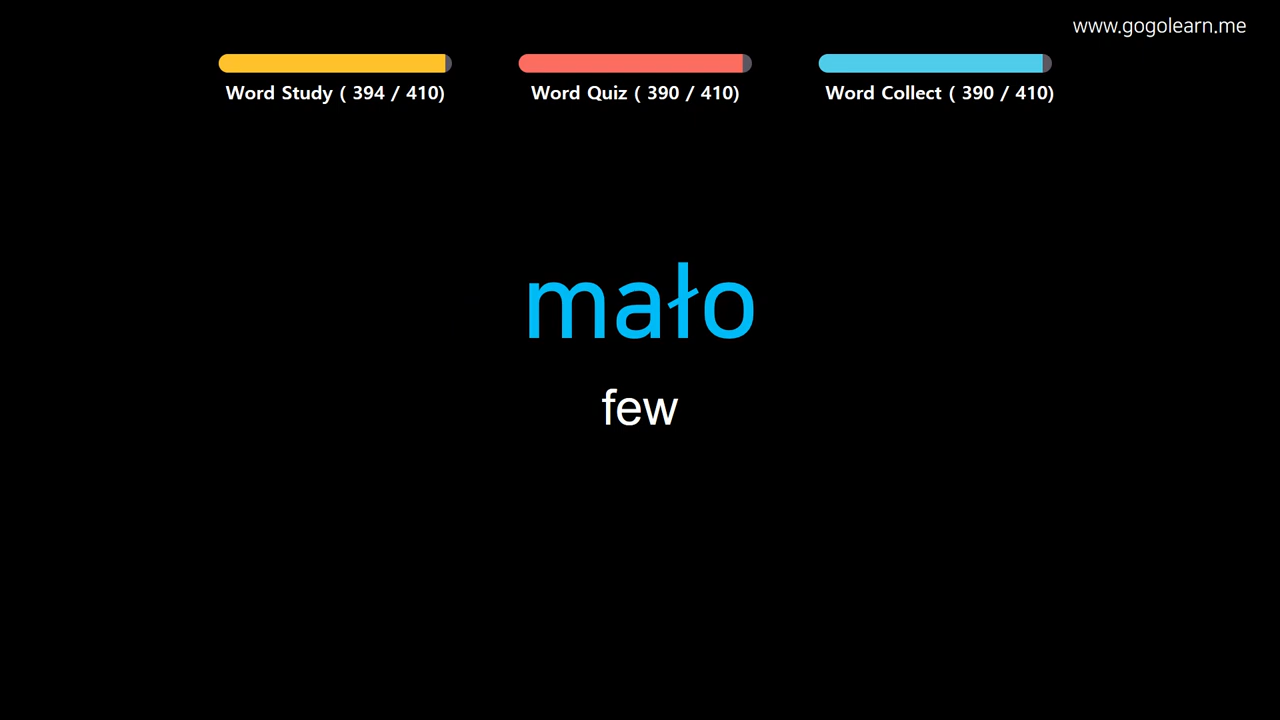 www.gogolearn.me
Word Study ( 394 / 410)
Word Quiz ( 390 / 410)
Word Collect ( 390 / 410)
mało
few